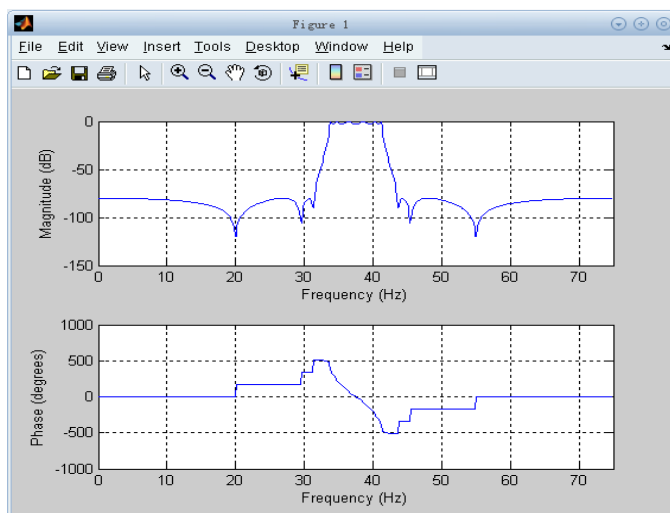 Figure 1
File Edit View Insert Tools Desktop Window Help
Magnitude (dB)
0
-50
-100
-150
0 10 20 30 40 50 60 70
Frequency (Hz)
Phase (degrees)
1000
500
0
-500
-1000
0 10 20 30 40 50 60 70
Frequency (Hz)